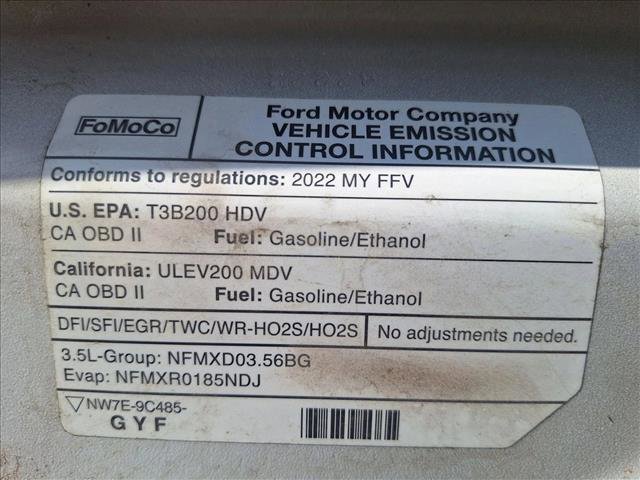 FoMoCo
Ford Motor Company
VEHICLE EMISSION
CONTROL INFORMATION
Conforms to regulations: 2022 MY FFV
U.S. EPA: T3B200 HDV
CA OBD II Fuel: Gasoline/Ethanol
California: ULEV200 MDV
CA OBD II Fuel: Gasoline/Ethanol
DFI/SFI/EGR/TWC/WR-HO2S/HO2S No adjustments needed.
3.5L-Group: NFMXD03.56BG
Evap: NFMXR0185NDJ
NW7E-9C485-
GYF